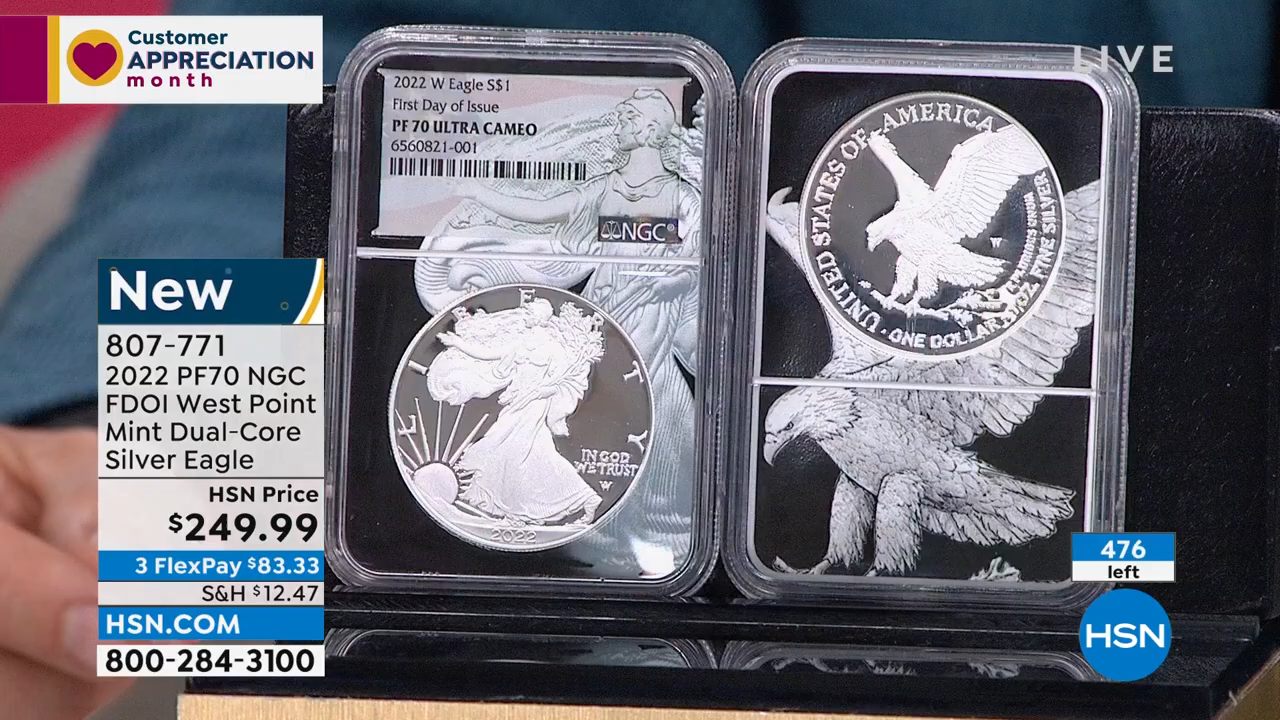 Customer
APPRECIATION
month
LIVE
2022 W Eagle S$1
First Day of Issue
PF 70 ULTRA CAMEO
6560821-001
NGC
LIBERTY
IN GOD
WE TRUST
W
2022
UNITED STATES OF AMERICA
W
1 OZ. FINE SILVER
ONE DOLLAR
New
807-771
2022 PF70 NGC
FDOI West Point
Mint Dual-Core
Silver Eagle
HSN Price
$249.99
3 FlexPay $83.33
S&H $12.47
HSN.COM
800-284-3100
476
left
HSN